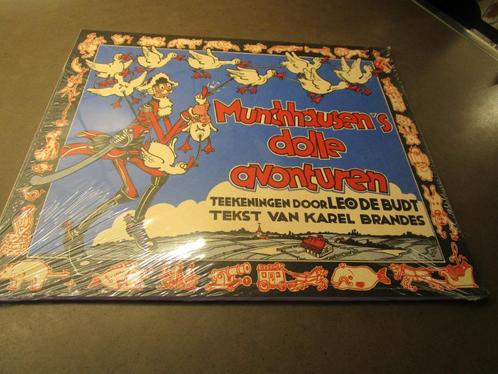 Munchhausen's
dolle
avonturen
TEEKENINGEN DOOR LEO DE BUDT
TEKST VAN KAREL BRANDES